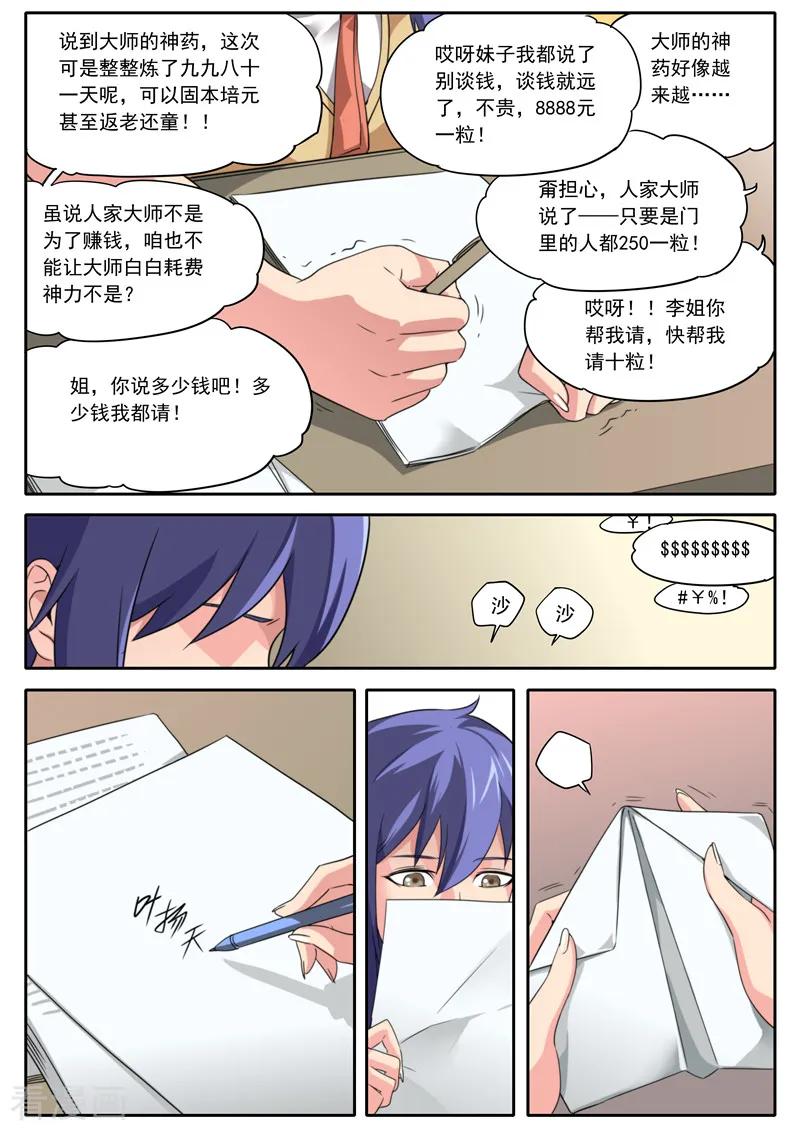 说到大师的神药，这次
可是整整炼了九九八十
一天呢，可以固本培元
甚至返老还童！！
哎呀妹子我都说了
别谈钱，谈钱就远
了，不贵，8888元
一粒！
大师的神
药好像越
来越……
虽说人家大师不是
为了赚钱，咱也不
能让大师白白耗费
神力不是？
甭担心，人家大师
说了——只要是门
里的人都250一粒！
哎呀！！李姐你
帮我请，快帮我
请十粒！
姐，你说多少钱吧！多
少钱我都请！
￥！
$$$$$$$$$
#￥%！
沙
沙
叶扬天
看漫画